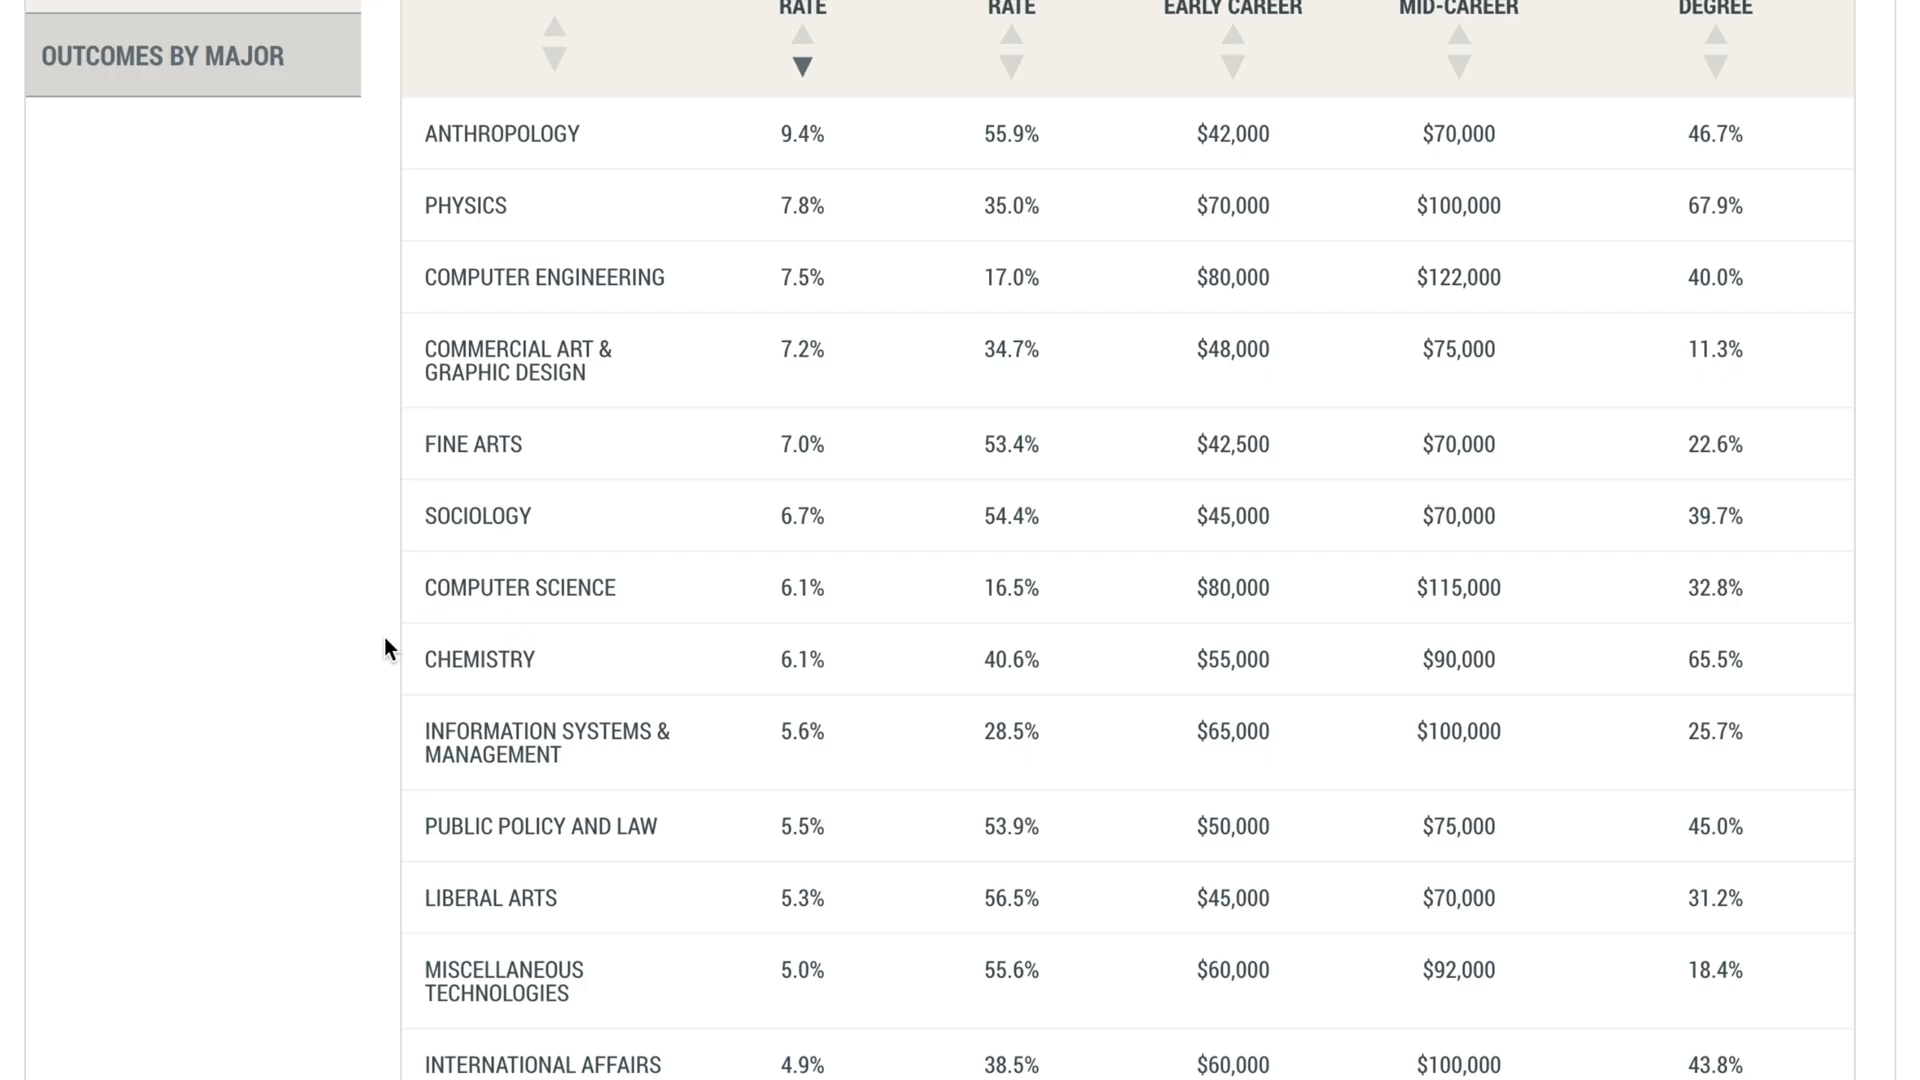 OUTCOMES BY MAJOR
RATE RATE EARLY CAREER MID-CAREER DEGREE
ANTHROPOLOGY 9.4% 55.9% $42,000 $70,000 46.7%
PHYSICS 7.8% 35.0% $70,000 $100,000 67.9%
COMPUTER ENGINEERING 7.5% 17.0% $80,000 $122,000 40.0%
COMMERCIAL ART & 7.2% 34.7% $48,000 $75,000 11.3%
GRAPHIC DESIGN
FINE ARTS 7.0% 53.4% $42,500 $70,000 22.6%
SOCIOLOGY 6.7% 54.4% $45,000 $70,000 39.7%
COMPUTER SCIENCE 6.1% 16.5% $80,000 $115,000 32.8%
CHEMISTRY 6.1% 40.6% $55,000 $90,000 65.5%
INFORMATION SYSTEMS & 5.6% 28.5% $65,000 $100,000 25.7%
MANAGEMENT
PUBLIC POLICY AND LAW 5.5% 53.9% $50,000 $75,000 45.0%
LIBERAL ARTS 5.3% 56.5% $45,000 $70,000 31.2%
MISCELLANEOUS 5.0% 55.6% $60,000 $92,000 18.4%
TECHNOLOGIES
INTERNATIONAL AFFAIRS 4.9% 38.5% $60,000 $100,000 43.8%